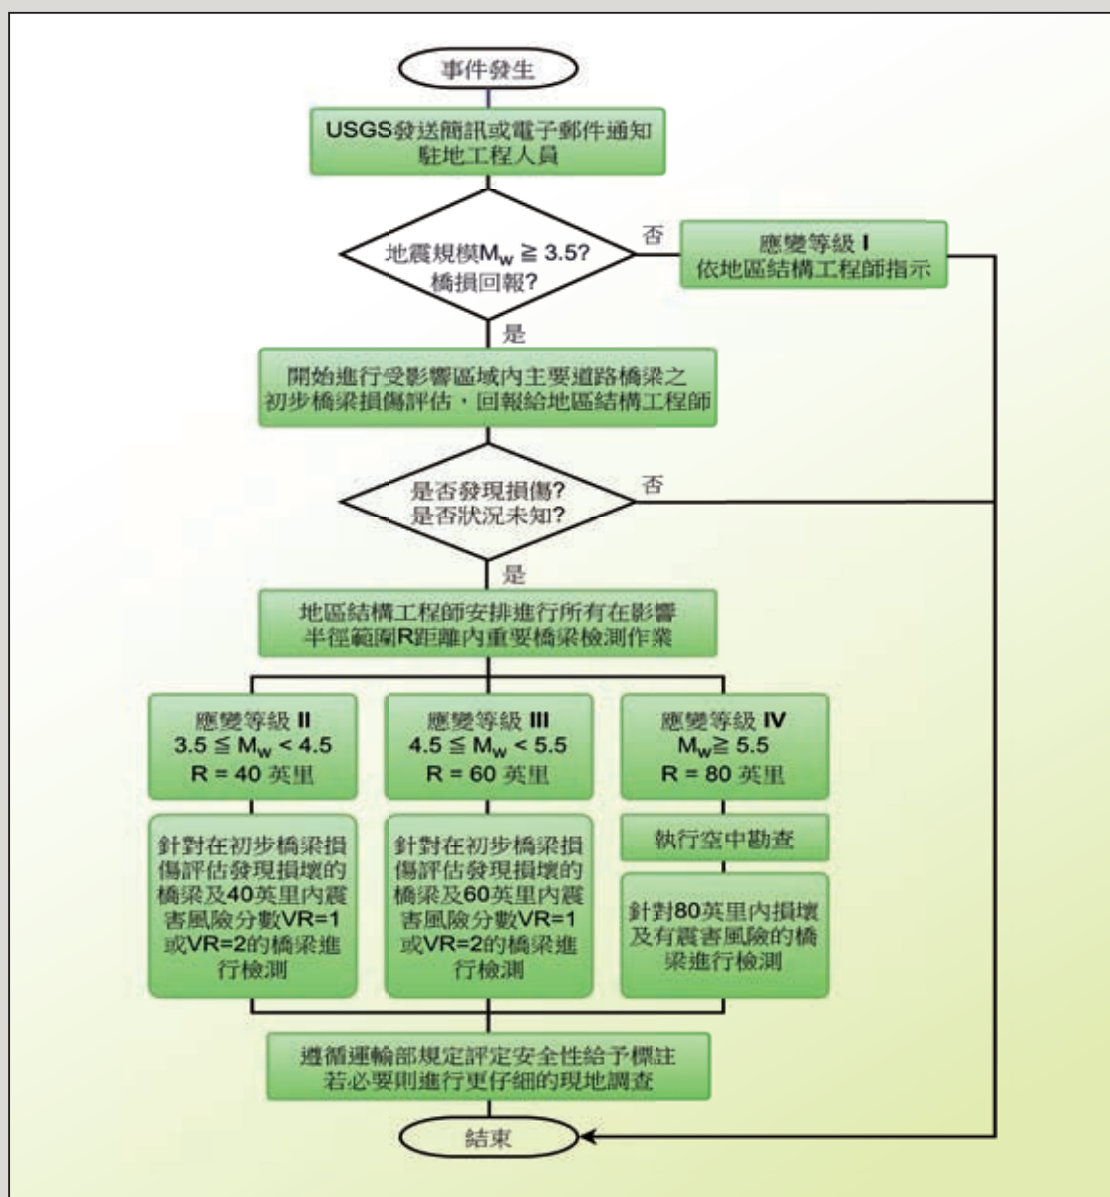 事件發生
USGS發送簡訊或電子郵件通知
駐地工程人員
地震規模Mw ≧ 3.5?
橋損回報?
否
應變等級 I
依地區結構工程師指示
是
開始進行受影響區域內主要道路橋梁之
初步橋梁損傷評估，回報給地區結構工程師
是否發現損傷?
是否狀況未知?
否
是
地區結構工程師安排進行所有在影響
半徑範圍R距離內重要橋梁檢測作業
應變等級 II
3.5 ≦ Mw < 4.5
R = 40 英里
應變等級 III
4.5 ≦ Mw < 5.5
R = 60 英里
應變等級 IV
Mw≧ 5.5
R = 80 英里
針對在初步橋梁損
傷評估發現損壞的
橋梁及40英里內震
害風險分數VR=1
或VR=2的橋梁進
行檢測
針對在初步橋梁損
傷評估發現損壞的
橋梁及60英里內震
害風險分數VR=1
或VR=2的橋梁進
行檢測
執行空中勘查
針對80英里內損壞
及有震害風險的橋
梁進行檢測
遵循運輸部規定評定安全性給予標註
若必要則進行更仔細的現地調查
結束